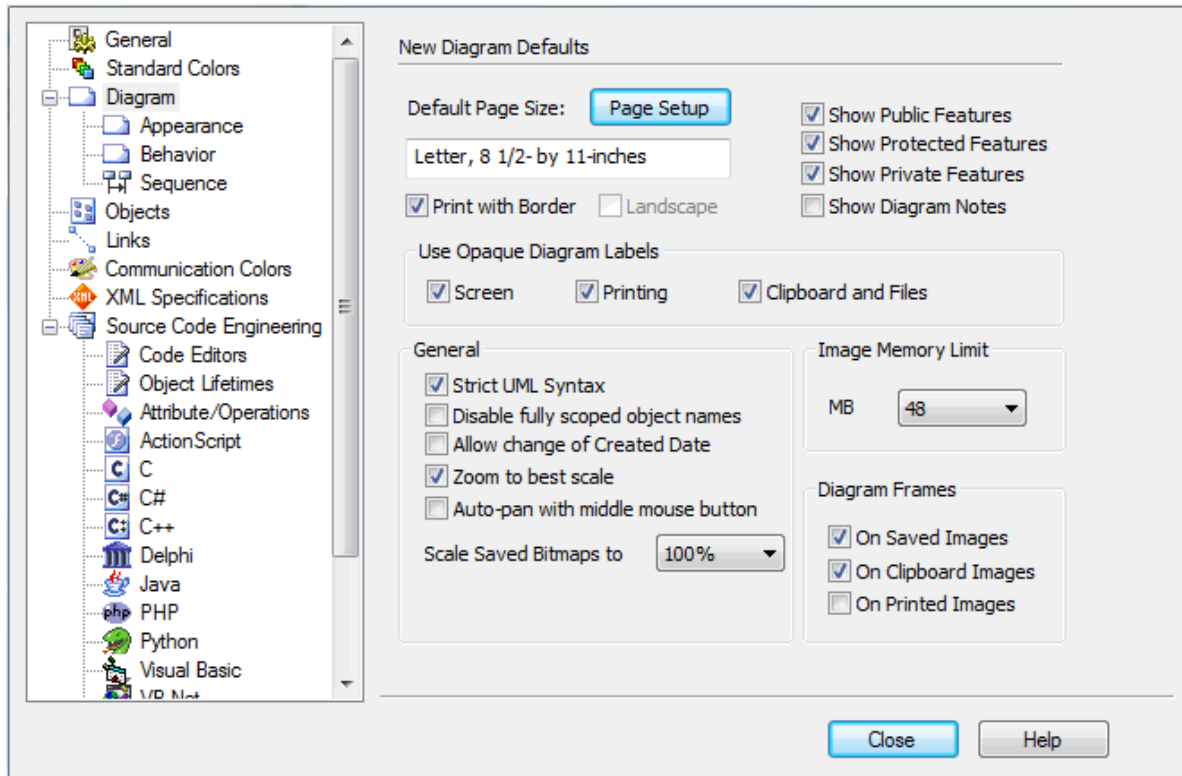 General
Standard Colors
Diagram
Appearance
Behavior
Sequence
Objects
Links
Communication Colors
XML Specifications
Source Code Engineering
Code Editors
Object Lifetimes
Attribute/Operations
ActionScript
C
C#
C++
Delphi
Java
php PHP
Python
Visual Basic
VB.Net
New Diagram Defaults
Default Page Size: Page Setup
Letter, 8 1/2- by 11-inches
Print with Border Landscape
Show Public Features
Show Protected Features
Show Private Features
Show Diagram Notes
Use Opaque Diagram Labels
Screen Printing Clipboard and Files
General
Strict UML Syntax
Disable fully scoped object names
Allow change of Created Date
Zoom to best scale
Auto-pan with middle mouse button
Scale Saved Bitmaps to 100%
Image Memory Limit
MB 48
Diagram Frames
On Saved Images
On Clipboard Images
On Printed Images
Close Help